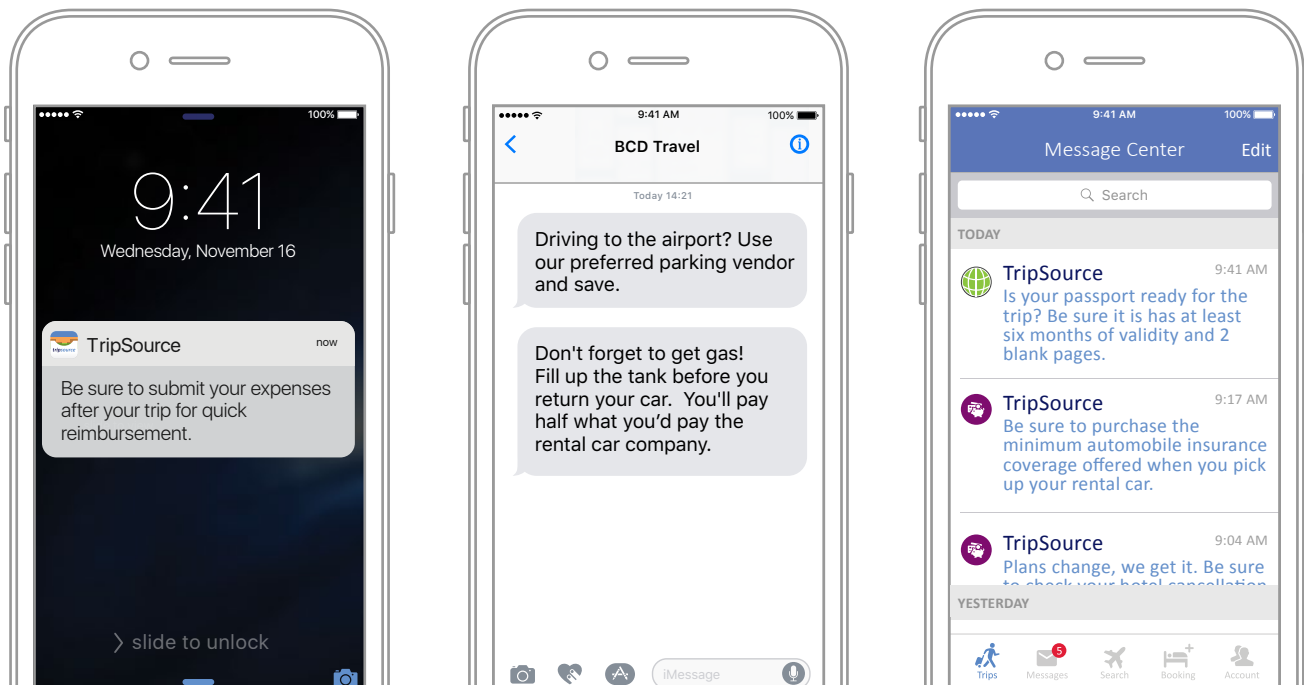 100%
9:41
Wednesday, November 16
TripSource
now
Be sure to submit your expenses
after your trip for quick
reimbursement.
slide to unlock
9:41 AM
100%
BCD Travel
Today 14:21
Driving to the airport? Use
our preferred parking vendor
and save.
Don't forget to get gas!
Fill up the tank before you
return your car.  You'll pay
half what you’d pay the
rental car company.
iMessage
9:41 AM
100%
Message Center
Edit
Search
TODAY
TripSource
9:41 AM
Is your passport ready for the
trip? Be sure it is has at least
six months of validity and 2
blank pages.
TripSource
9:17 AM
Be sure to purchase the
minimum automobile insurance
coverage offered when you pick
up your rental car.
TripSource
9:04 AM
Plans change, we get it. Be sure
to check your hotel cancellation
YESTERDAY
5
Trips
Messages
Search
Booking
Account